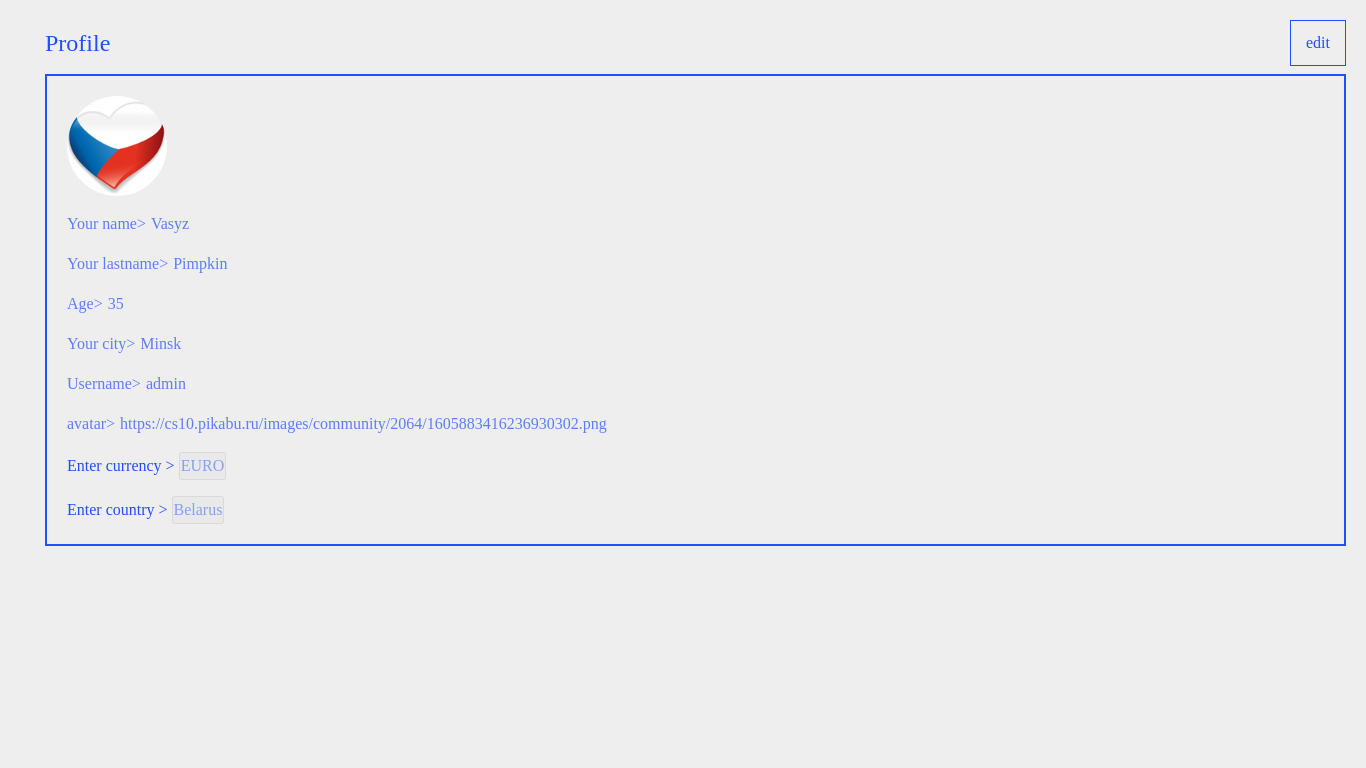 Profile
edit
Your name> Vasyz
Your lastname> Pimpkin
Age> 35
Your city> Minsk
Username> admin
avatar> https://cs10.pikabu.ru/images/community/2064/1605883416236930302.png
Enter currency > EURO
Enter country > Belarus